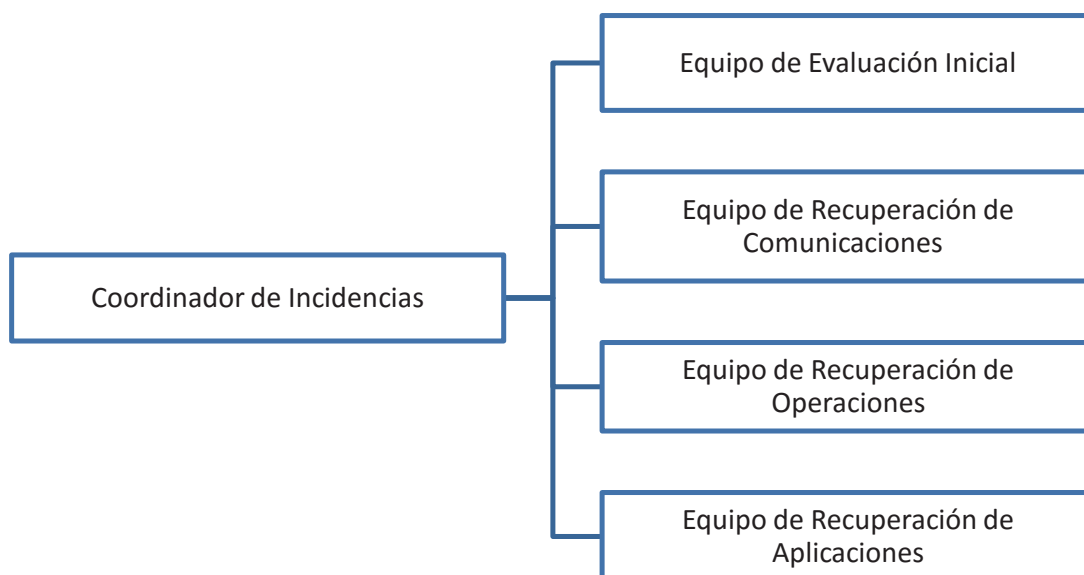 Equipo de Evaluación Inicial
Equipo de Recuperación de
Comunicaciones
Coordinador de Incidencias
Equipo de Recuperación de
Operaciones
Equipo de Recuperación de
Aplicaciones